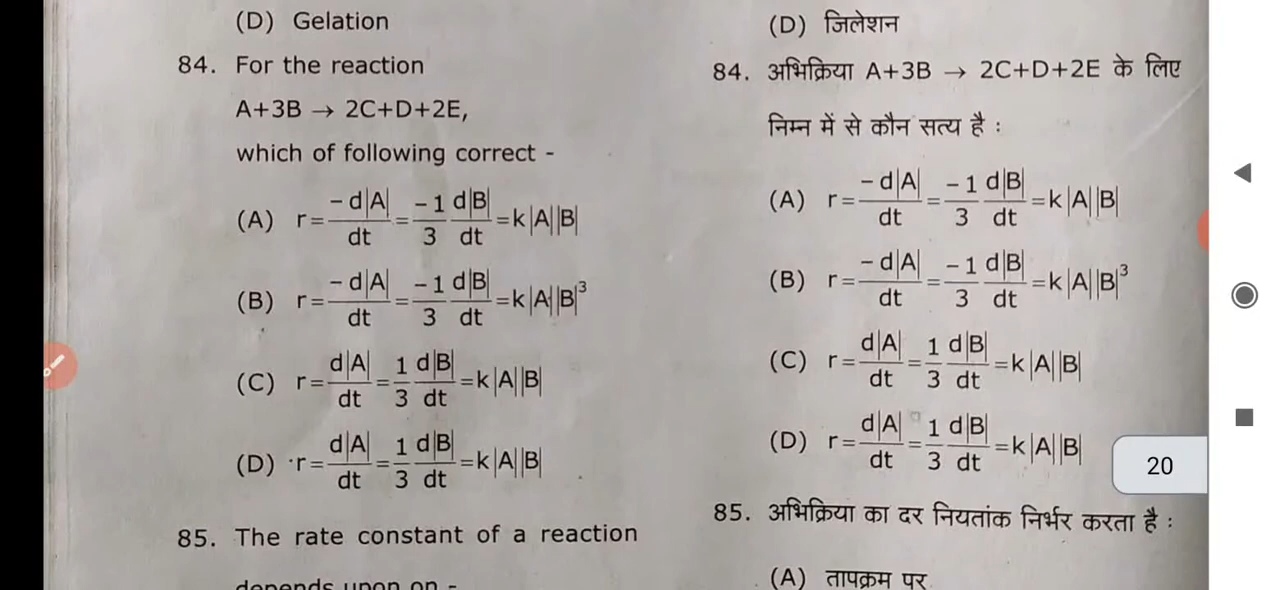 (D) Gelation
84. For the reaction
A+3B → 2C+D+2E,
which of following correct -
(A) r= -d|A|/dt = -1/3 d|B|/dt =k|A||B|
(B) r= -d|A|/dt = -1/3 d|B|/dt =k|A||B|³
(C) r= d|A|/dt = 1/3 d|B|/dt =k|A||B|
(D) r= d|A|/dt = 1/3 d|B|/dt =k|A||B|
85. The rate constant of a reaction
depends upon on -
(D) जिलेशन
84. अभिक्रिया A+3B → 2C+D+2E के लिए
निम्न में से कौन सत्य है :
(A) r= -d|A|/dt = -1/3 d|B|/dt =k|A||B|
(B) r= -d|A|/dt = -1/3 d|B|/dt =k|A||B|³
(C) r= d|A|/dt = 1/3 d|B|/dt =k|A||B|
(D) r= d|A|/dt = 1/3 d|B|/dt =k|A||B|
85. अभिक्रिया का दर नियतांक निर्भर करता है :
(A) तापक्रम पर
20